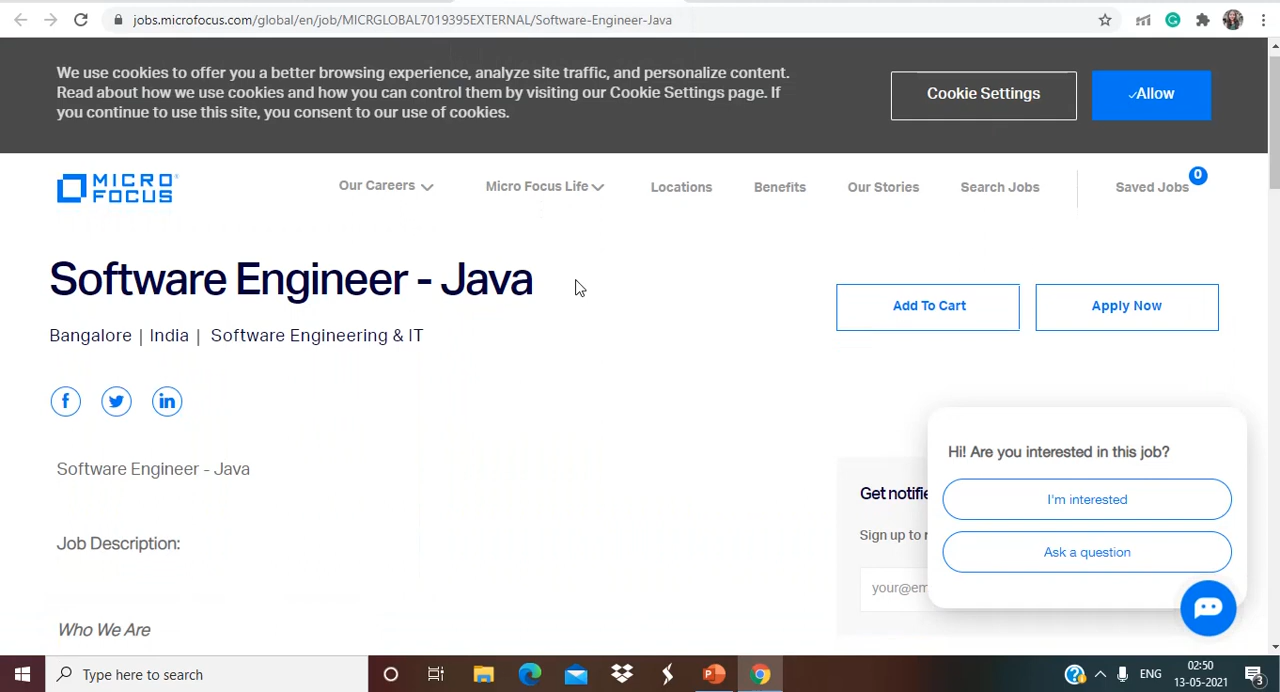 jobs.microfocus.com/global/en/job/MICRGLOBAL7019395EXTERNAL/Software-Engineer-Java
We use cookies to offer you a better browsing experience, analyze site traffic, and personalize content.
Read about how we use cookies and how you can control them by visiting our Cookie Settings page. If
you continue to use this site, you consent to our use of cookies.
Cookie Settings
Allow
MICRO
FOCUS
Our Careers
Micro Focus Life
Locations
Benefits
Our Stories
Search Jobs
Saved Jobs
0
Software Engineer - Java
Add To Cart
Apply Now
Bangalore | India | Software Engineering & IT
Software Engineer - Java
Job Description:
Who We Are
Get notifie
Sign up to r
your@em
Hi! Are you interested in this job?
I'm interested
Ask a question
Type here to search
ENG
02:50
13-05-2021
3